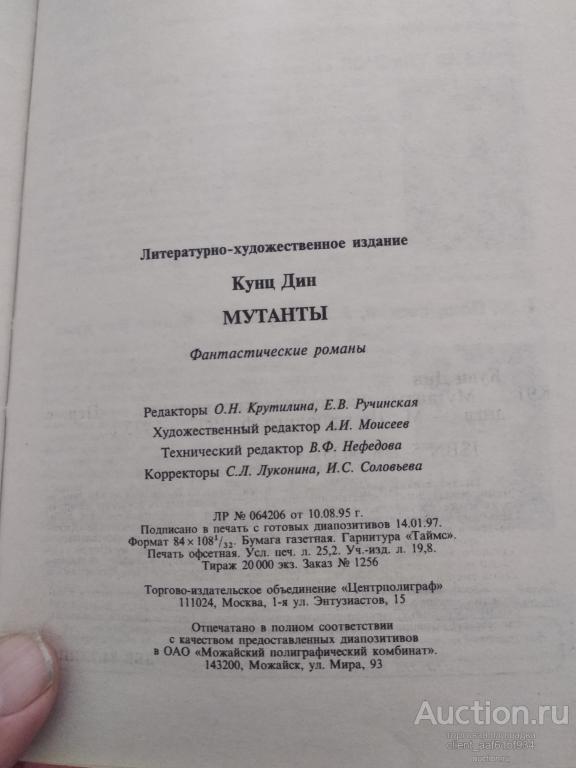 Литературно-художественное издание
Кунц Дин
МУТАНТЫ
Фантастические романы
Редакторы О.Н. Крутилина, Е.В. Ручинская
Художественный редактор А.И. Моисеев
Технический редактор В.Ф. Нефедова
Корректоры С.Л. Луконина, И.С. Соловьева
ЛР № 064206 от 10.08.95 г.
Подписано в печать с готовых диапозитивов 14.01.97.
Формат 84×108¹/₃₂. Бумага газетная. Гарнитура «Таймс».
Печать офсетная. Усл. печ. л. 25,2. Уч.-изд. л. 19,8.
Тираж 20 000 экз. Заказ № 1256
Торгово-издательское объединение «Центрполиграф»
111024, Москва, 1-я ул. Энтузиастов, 15
Отпечатано в полном соответствии
с качеством предоставленных диапозитивов
в ОАО «Можайский полиграфический комбинат».
143200, Можайск, ул. Мира, 93
Аукцион.ру
торговая площадка